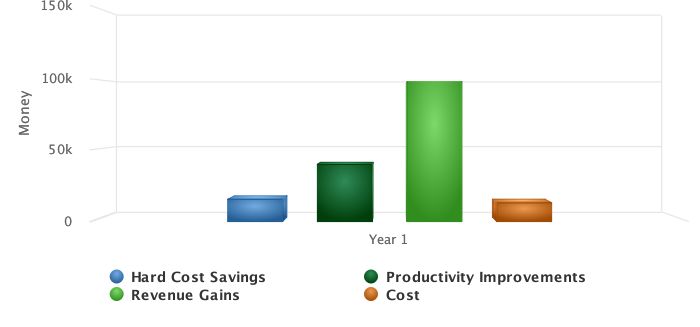 150k
100k
50k
0
Money
Year 1
Hard Cost Savings
Productivity Improvements
Revenue Gains
Cost